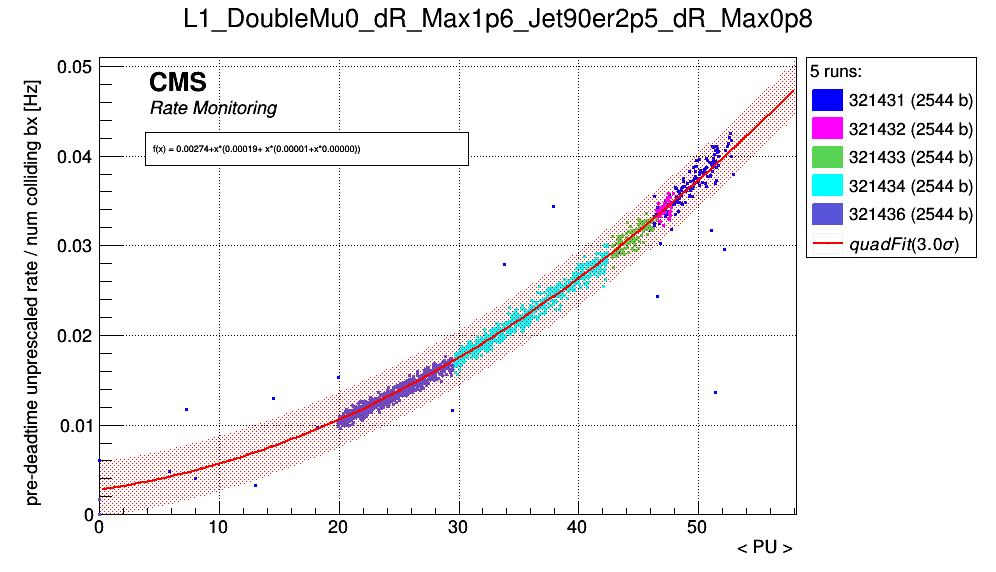 L1_DoubleMu0_dR_Max1p6_Jet90er2p5_dR_Max0p8
pre-deadtime unprescaled rate / num colliding bx [Hz]
0.05
0.04
0.03
0.02
0.01
0
CMS
Rate Monitoring
f(x) = 0.00274+x*(0.00019+ x*(0.00001+x*0.00000))
0 10 20 30 40 50
< PU >
5 runs:
321431 (2544 b)
321432 (2544 b)
321433 (2544 b)
321434 (2544 b)
321436 (2544 b)
quadFit(3.0σ)